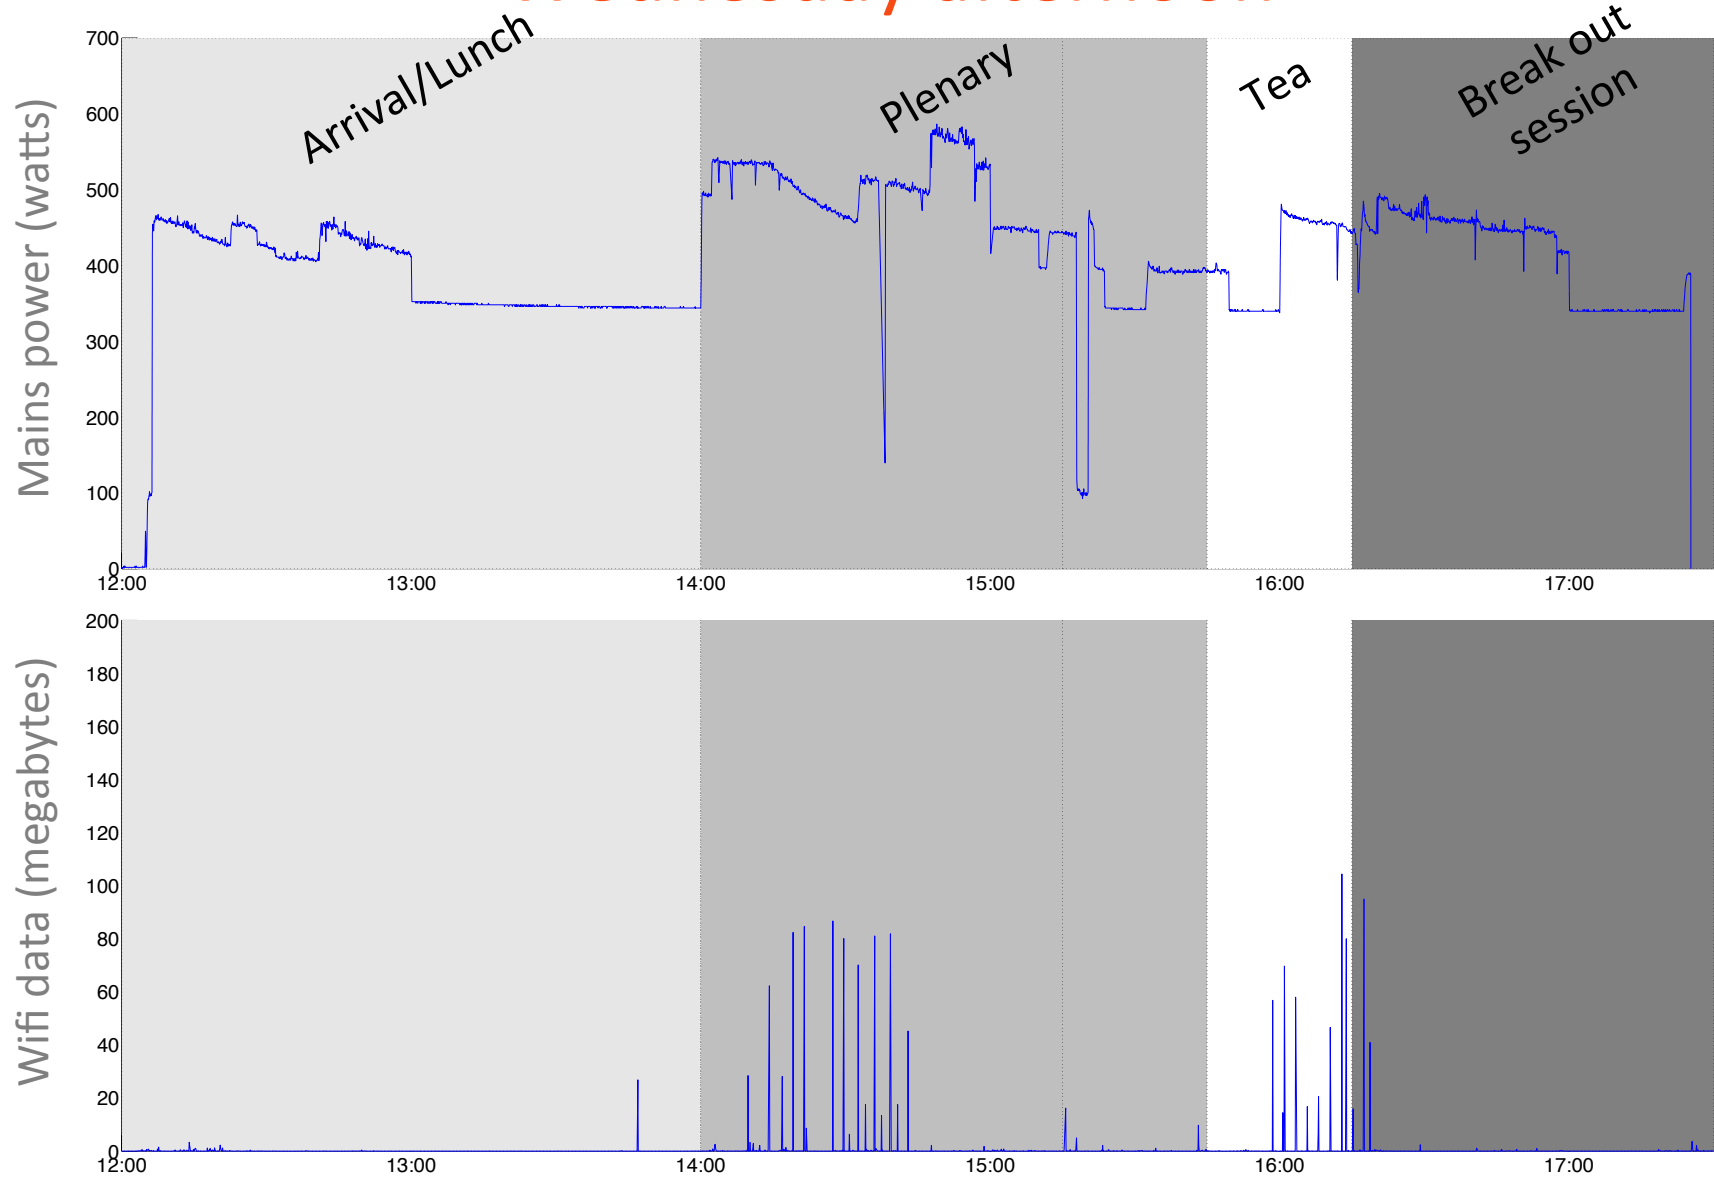 Wednesday afternoon
Arrival/Lunch
Plenary
Tea
Break out
session
Mains power (watts)
700
600
500
400
300
200
100
0
12:00 13:00 14:00 15:00 16:00 17:00
Wifi data (megabytes)
200
180
160
140
120
100
80
60
40
20
0
12:00 13:00 14:00 15:00 16:00 17:00